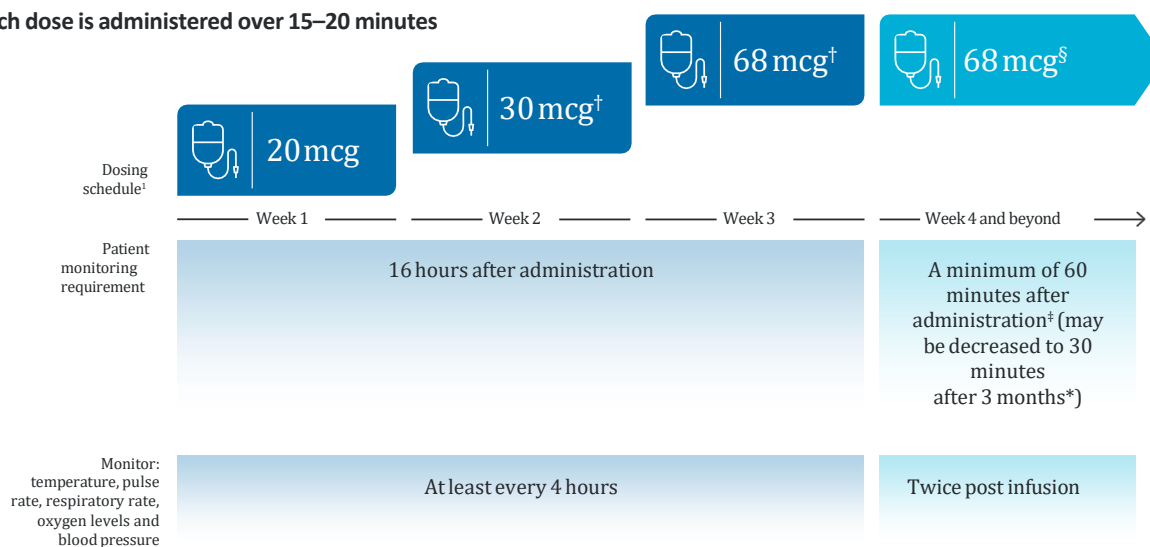 ch dose is administered over 15–20 minutes
20 mcg
30 mcg†
68 mcg†
68 mcg§
Dosing
schedule¹
Week 1
Week 2
Week 3
Week 4 and beyond
Patient
monitoring
requirement
16 hours after administration
A minimum of 60
minutes after
administration‡ (may
be decreased to 30
minutes
after 3 months*)
Monitor:
temperature, pulse
rate, respiratory rate,
oxygen levels and
blood pressure
At least every 4 hours
Twice post infusion